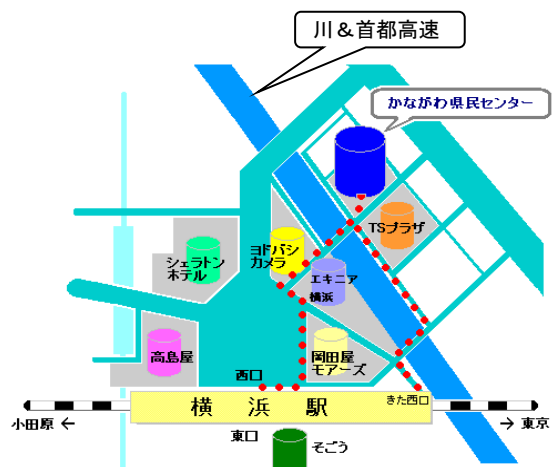 川＆首都高速
かながわ県民センター
TSプラザ
ヨドバシ
カメラ
シェラトン
ホテル
エキニア
横浜
高島屋
岡田屋
モアーズ
西口
横 浜 駅
きた西口
小田原 ←
→ 東京
東口
そごう